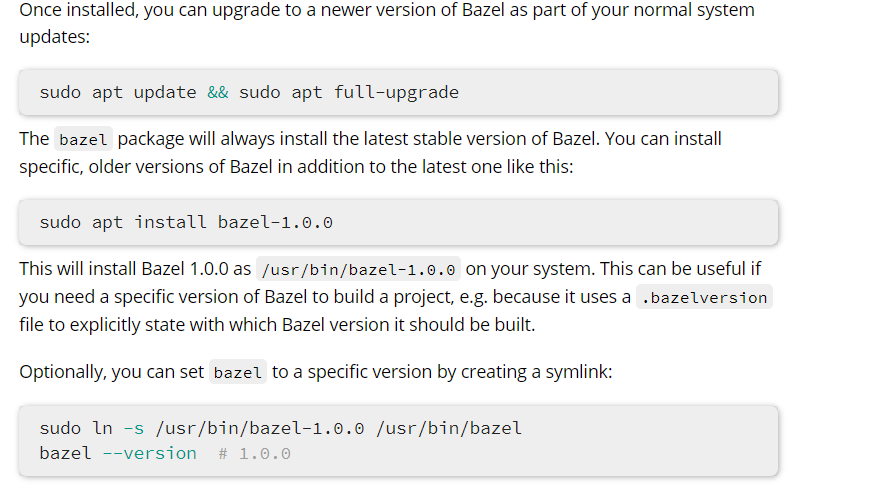 Once installed, you can upgrade to a newer version of Bazel as part of your normal system
updates:
sudo apt update && sudo apt full-upgrade
The bazel package will always install the latest stable version of Bazel. You can install
specific, older versions of Bazel in addition to the latest one like this:
sudo apt install bazel-1.0.0
This will install Bazel 1.0.0 as /usr/bin/bazel-1.0.0 on your system. This can be useful if
you need a specific version of Bazel to build a project, e.g. because it uses a .bazelversion
file to explicitly state with which Bazel version it should be built.
Optionally, you can set bazel to a specific version by creating a symlink:
sudo ln -s /usr/bin/bazel-1.0.0 /usr/bin/bazel
bazel --version  # 1.0.0